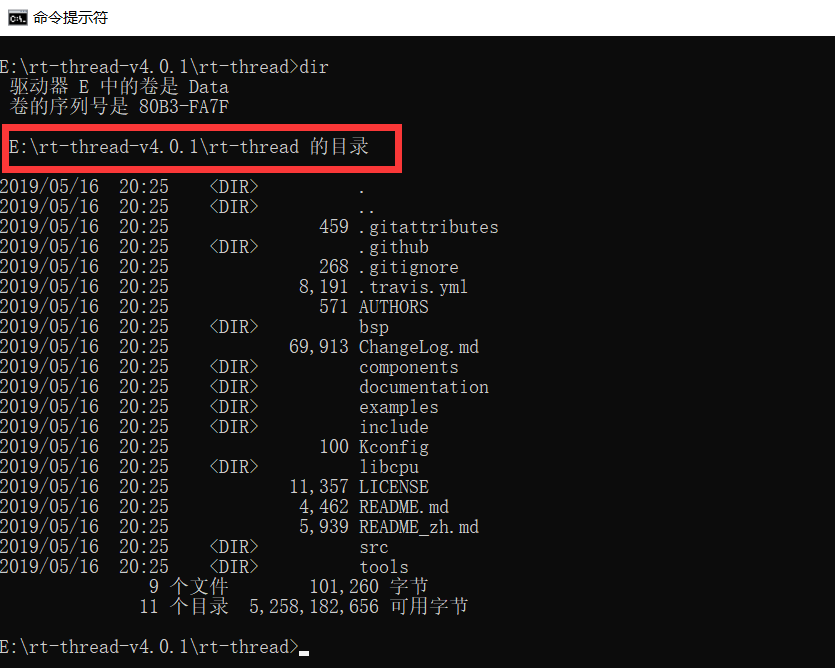 命令提示符
E:\rt-thread-v4.0.1\rt-thread>dir
驱动器 E 中的卷是 Data
卷的序列号是 80B3-FA7F
E:\rt-thread-v4.0.1\rt-thread 的目录
2019/05/16  20:25    <DIR>          .
2019/05/16  20:25    <DIR>          ..
2019/05/16  20:25               459 .gitattributes
2019/05/16  20:25    <DIR>          .github
2019/05/16  20:25               268 .gitignore
2019/05/16  20:25             8,191 .travis.yml
2019/05/16  20:25               571 AUTHORS
2019/05/16  20:25    <DIR>          bsp
2019/05/16  20:25            69,913 ChangeLog.md
2019/05/16  20:25    <DIR>          components
2019/05/16  20:25    <DIR>          documentation
2019/05/16  20:25    <DIR>          examples
2019/05/16  20:25    <DIR>          include
2019/05/16  20:25               100 Kconfig
2019/05/16  20:25    <DIR>          libcpu
2019/05/16  20:25            11,357 LICENSE
2019/05/16  20:25             4,462 README.md
2019/05/16  20:25             5,939 README_zh.md
2019/05/16  20:25    <DIR>          src
2019/05/16  20:25    <DIR>          tools
9 个文件        101,260 字节
11 个目录  5,258,182,656 可用字节
E:\rt-thread-v4.0.1\rt-thread>